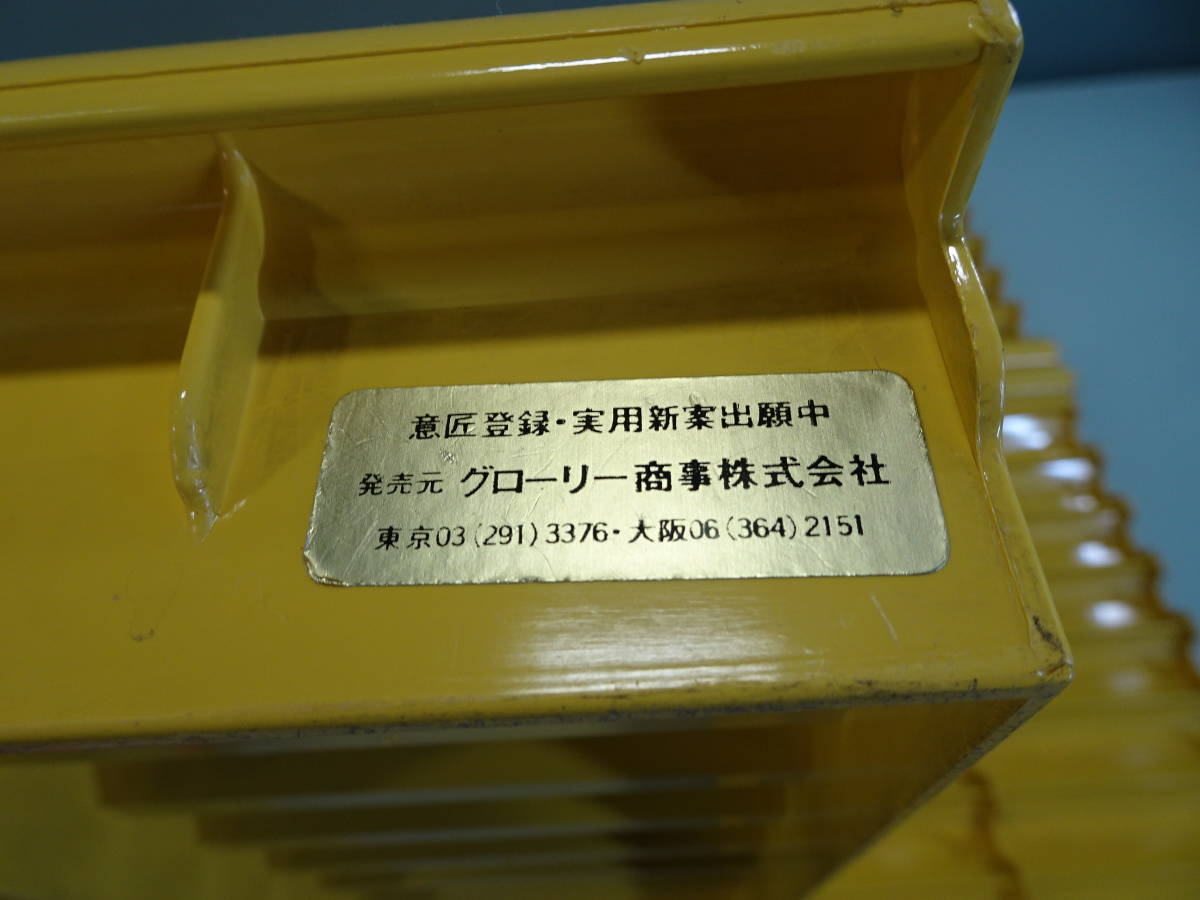 意匠登録・実用新案出願中
発売元 グローリー商事株式会社
東京03(291)3376・大阪06(364)2151